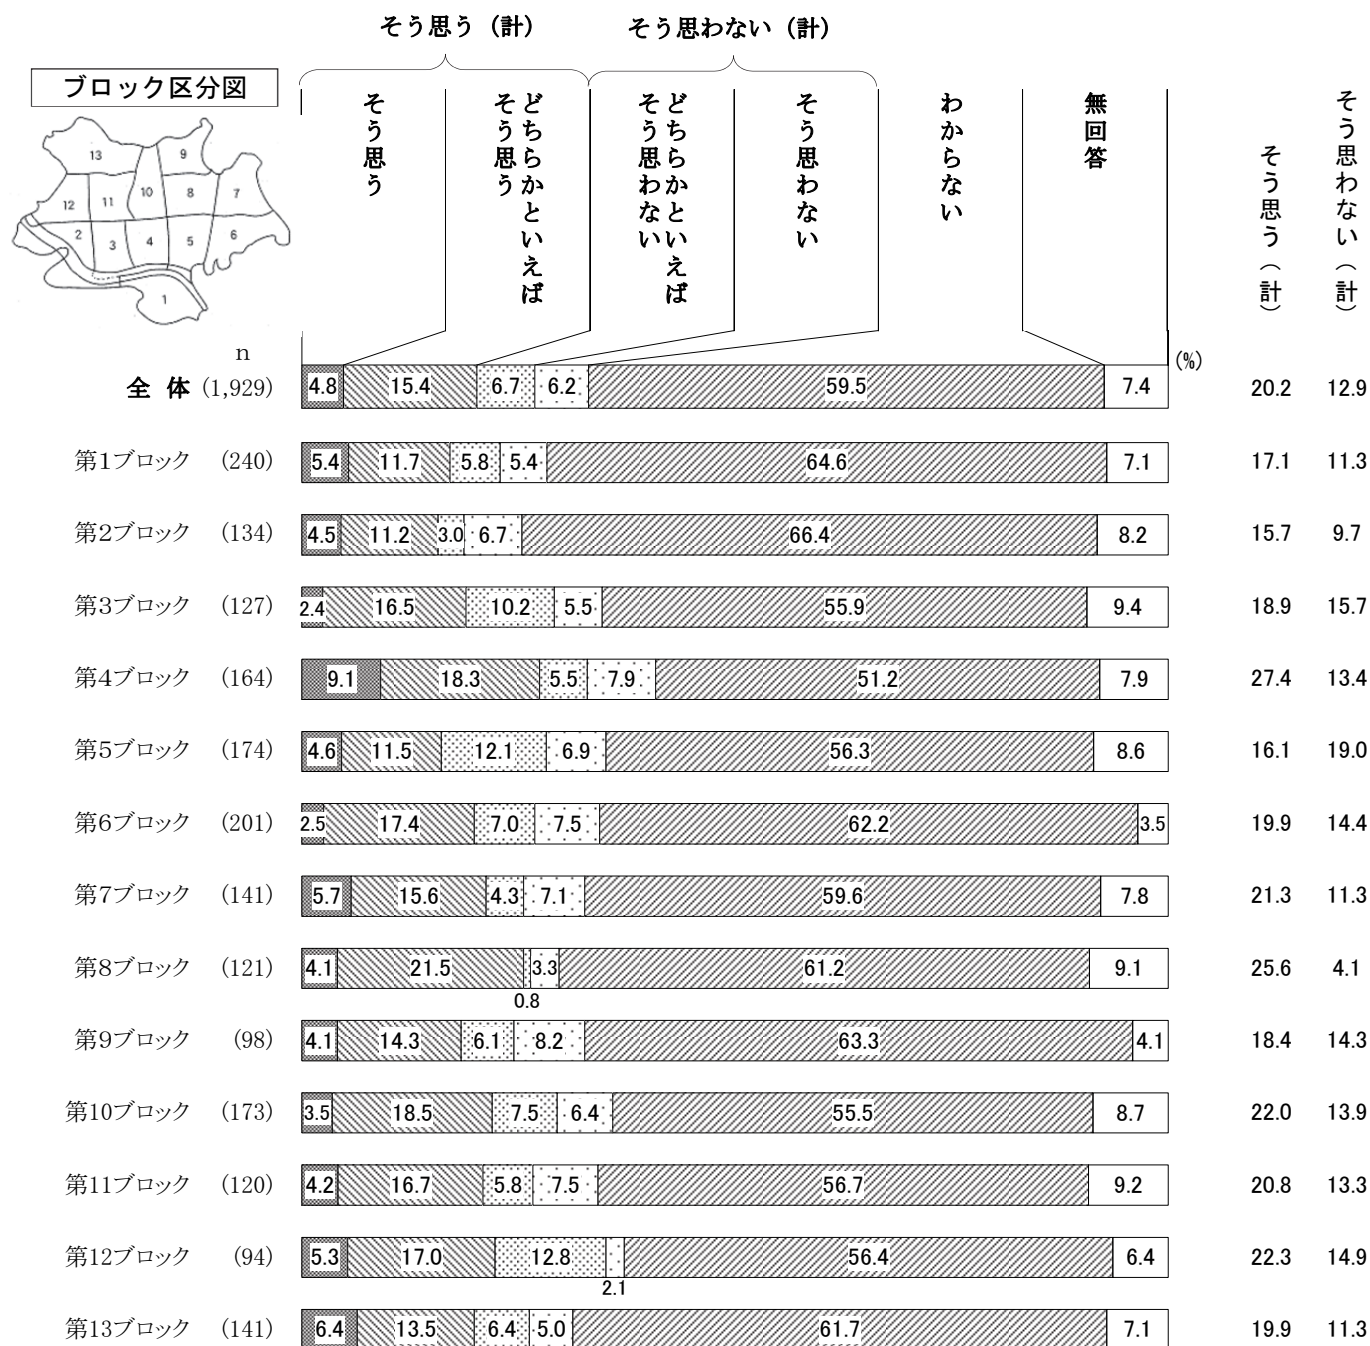 そう思う（計）
そう思わない（計）
ブロック区分図
そう思う
どちらかといえば
そう思う
どちらかといえば
そう思わない
そう思わない
わからない
無回答
そう思う（計）
そう思わない（計）
13
9
12
11
10
8
7
2
3
4
5
6
1
n
(%)
全 体 (1,929) 4.8 15.4 6.7 6.2 59.5 7.4 20.2 12.9
第1ブロック (240) 5.4 11.7 5.8 5.4 64.6 7.1 17.1 11.3
第2ブロック (134) 4.5 11.2 3.0 6.7 66.4 8.2 15.7 9.7
第3ブロック (127) 2.4 16.5 10.2 5.5 55.9 9.4 18.9 15.7
第4ブロック (164) 9.1 18.3 5.5 7.9 51.2 7.9 27.4 13.4
第5ブロック (174) 4.6 11.5 12.1 6.9 56.3 8.6 16.1 19.0
第6ブロック (201) 2.5 17.4 7.0 7.5 62.2 3.5 19.9 14.4
第7ブロック (141) 5.7 15.6 4.3 7.1 59.6 7.8 21.3 11.3
第8ブロック (121) 4.1 21.5 0.8 3.3 61.2 9.1 25.6 4.1
第9ブロック (98) 4.1 14.3 6.1 8.2 63.3 4.1 18.4 14.3
第10ブロック (173) 3.5 18.5 7.5 6.4 55.5 8.7 22.0 13.9
第11ブロック (120) 4.2 16.7 5.8 7.5 56.7 9.2 20.8 13.3
第12ブロック (94) 5.3 17.0 12.8 2.1 56.4 6.4 22.3 14.9
第13ブロック (141) 6.4 13.5 6.4 5.0 61.7 7.1 19.9 11.3